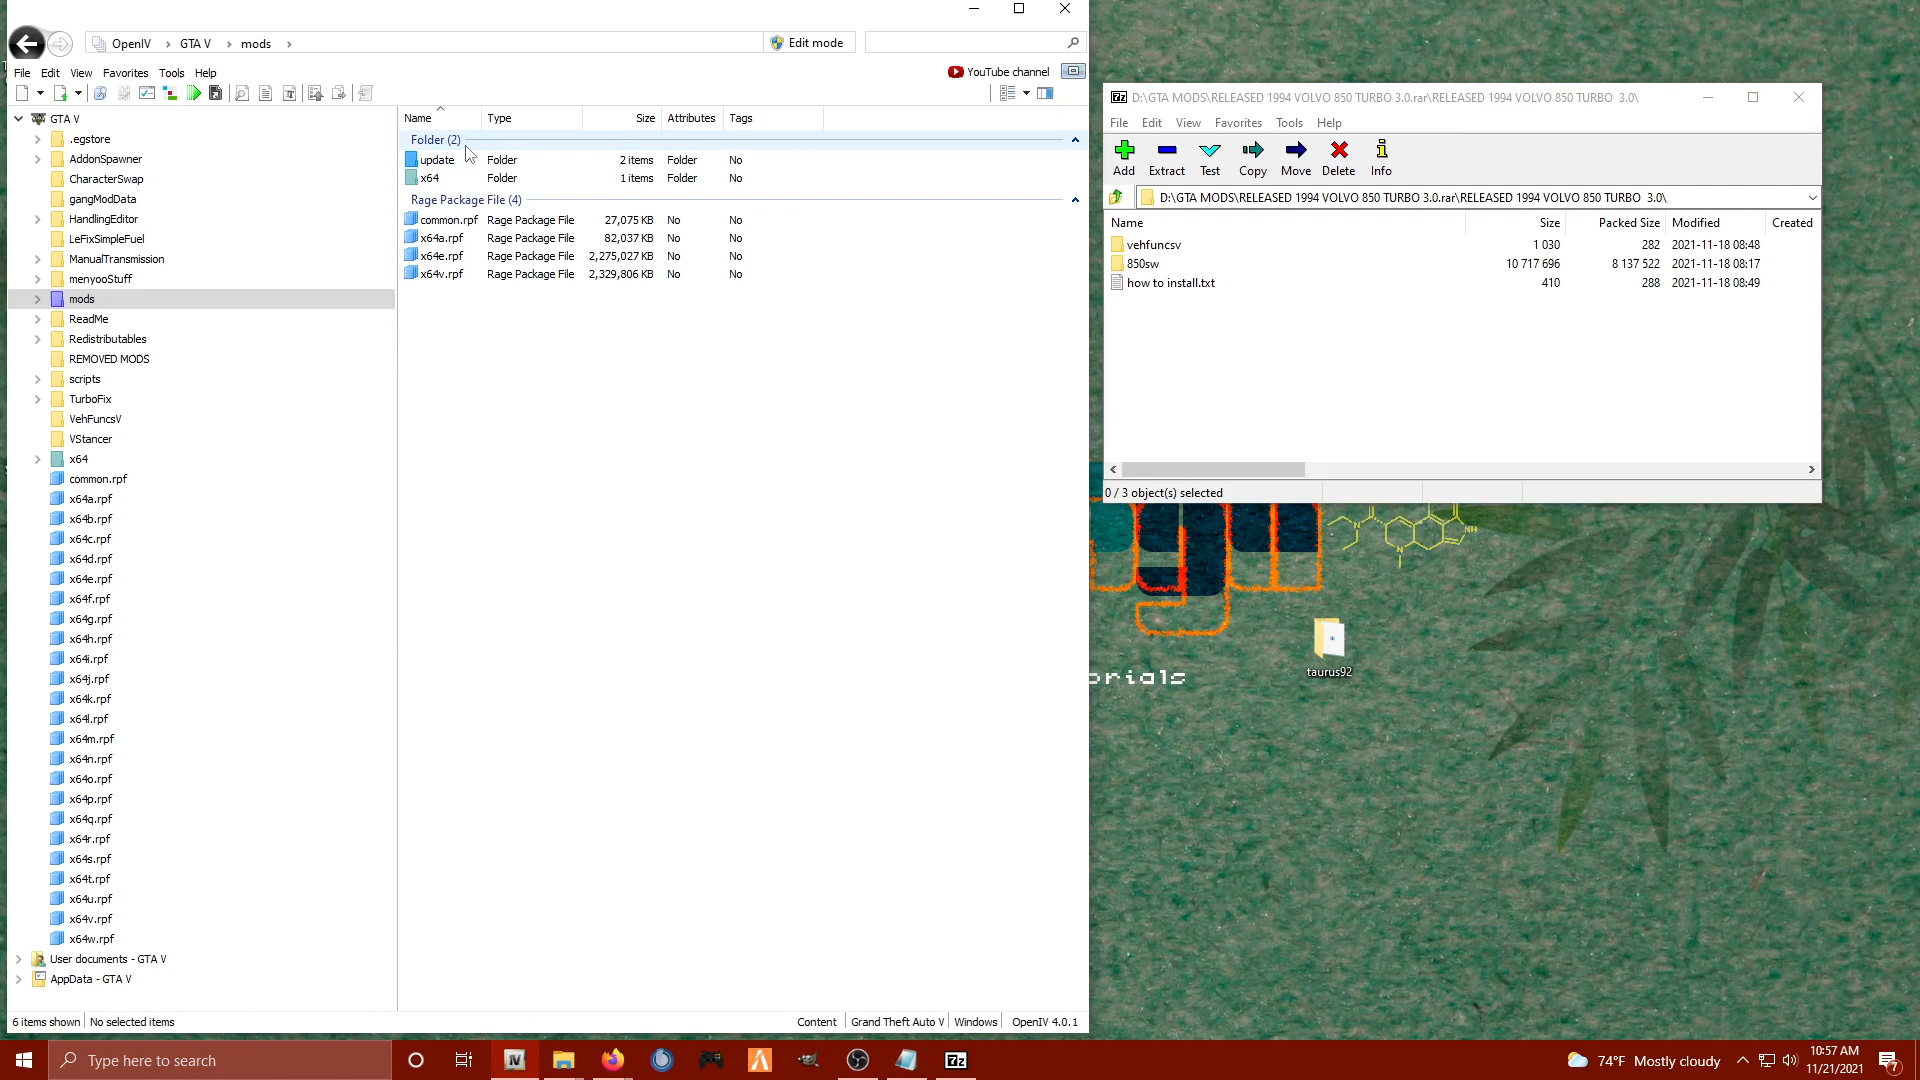 OpenIV › GTA V › mods ›
Edit mode
File Edit View Favorites Tools Help
YouTube channel
GTA V
.egstore
AddonSpawner
CharacterSwap
gangModData
HandlingEditor
LeFixSimpleFuel
ManualTransmission
menyooStuff
mods
ReadMe
Redistributables
REMOVED MODS
scripts
TurboFix
VehFuncsV
VStancer
x64
common.rpf
x64a.rpf
x64b.rpf
x64c.rpf
x64d.rpf
x64e.rpf
x64f.rpf
x64g.rpf
x64h.rpf
x64i.rpf
x64j.rpf
x64k.rpf
x64l.rpf
x64m.rpf
x64n.rpf
x64o.rpf
x64p.rpf
x64q.rpf
x64r.rpf
x64s.rpf
x64t.rpf
x64u.rpf
x64v.rpf
x64w.rpf
User documents - GTA V
AppData - GTA V
Name Type Size Attributes Tags
Folder (2)
update Folder 2 items Folder No
x64 Folder 1 items Folder No
Rage Package File (4)
common.rpf Rage Package File 27,075 KB No No
x64a.rpf Rage Package File 82,037 KB No No
x64e.rpf Rage Package File 2,275,027 KB No No
x64v.rpf Rage Package File 2,329,806 KB No No
6 items shown No selected items Content Grand Theft Auto V Windows OpenIV 4.0.1
7z D:\GTA MODS\RELEASED 1994 VOLVO 850 TURBO 3.0.rar\RELEASED 1994 VOLVO 850 TURBO  3.0\
File Edit View Favorites Tools Help
Add Extract Test Copy Move Delete Info
D:\GTA MODS\RELEASED 1994 VOLVO 850 TURBO 3.0.rar\RELEASED 1994 VOLVO 850 TURBO  3.0\
Name Size Packed Size Modified Created
vehfuncsv 1 030 282 2021-11-18 08:48
850sw 10 717 696 8 137 522 2021-11-18 08:17
how to install.txt 410 288 2021-11-18 08:49
0 / 3 object(s) selected
NH
orials
taurus92
Type here to search
IV
7z
74°F Mostly cloudy
10:57 AM
11/21/2021
7